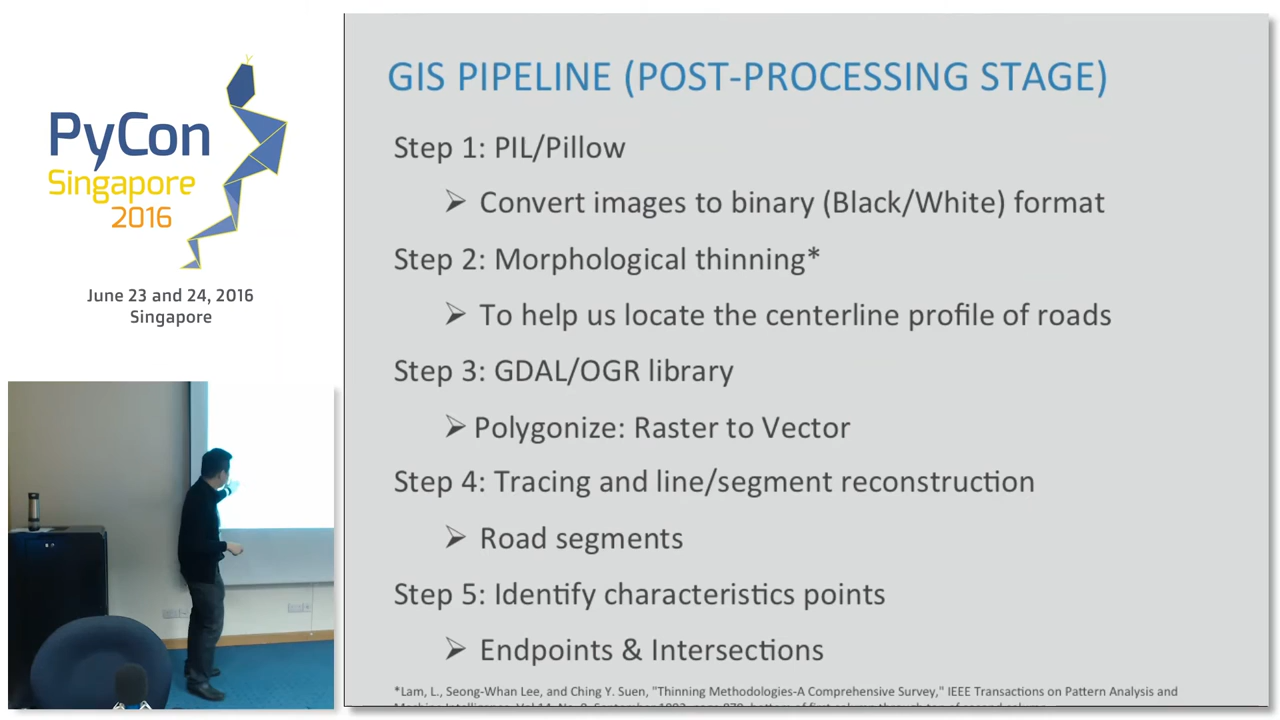 PyCon
Singapore
2016
June 23 and 24, 2016
Singapore
GIS PIPELINE (POST-PROCESSING STAGE)
Step 1: PIL/Pillow
Convert images to binary (Black/White) format
Step 2: Morphological thinning*
To help us locate the centerline profile of roads
Step 3: GDAL/OGR library
Polygonize: Raster to Vector
Step 4: Tracing and line/segment reconstruction
Road segments
Step 5: Identify characteristics points
Endpoints & Intersections
*Lam, L., Seong-Whan Lee, and Ching Y. Suen, "Thinning Methodologies-A Comprehensive Survey," IEEE Transactions on Pattern Analysis and